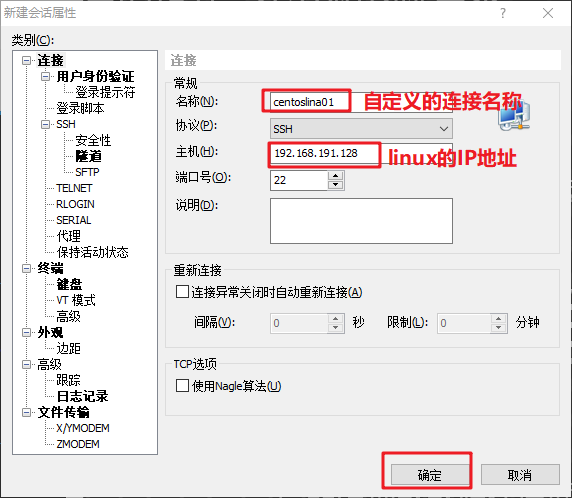 新建会话属性
?
类别(C):
连接
用户身份验证
登录提示符
登录脚本
SSH
安全性
隧道
SFTP
TELNET
RLOGIN
SERIAL
代理
保持活动状态
终端
键盘
VT 模式
高级
外观
边距
高级
跟踪
日志记录
文件传输
X/YMODEM
ZMODEM
连接
常规
名称(N): centoslina01 自定义的连接名称
协议(P): SSH
主机(H): 192.168.191.128 linux的IP地址
端口号(O): 22
说明(D):
重新连接
连接异常关闭时自动重新连接(A)
间隔(V): 0 秒 限制(L): 0 分钟
TCP选项
使用Nagle算法(U)
确定 取消